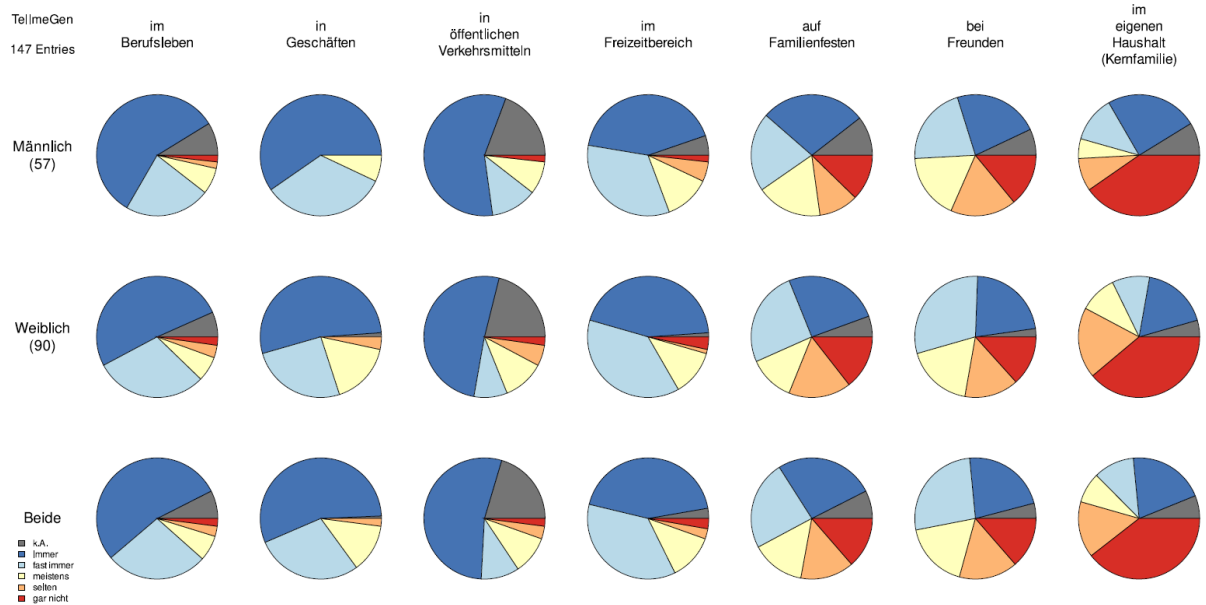 TellmeGen
147 Entries
im
Berufsleben
in
Geschäften
in
öffentlichen
Verkehrsmitteln
im
Freizeitbereich
auf
Familienfesten
bei
Freunden
im
eigenen
Haushalt
(Kernfamilie)
Männlich
(57)
Weiblich
(90)
Beide
k.A.
Immer
fast immer
meistens
selten
gar nicht